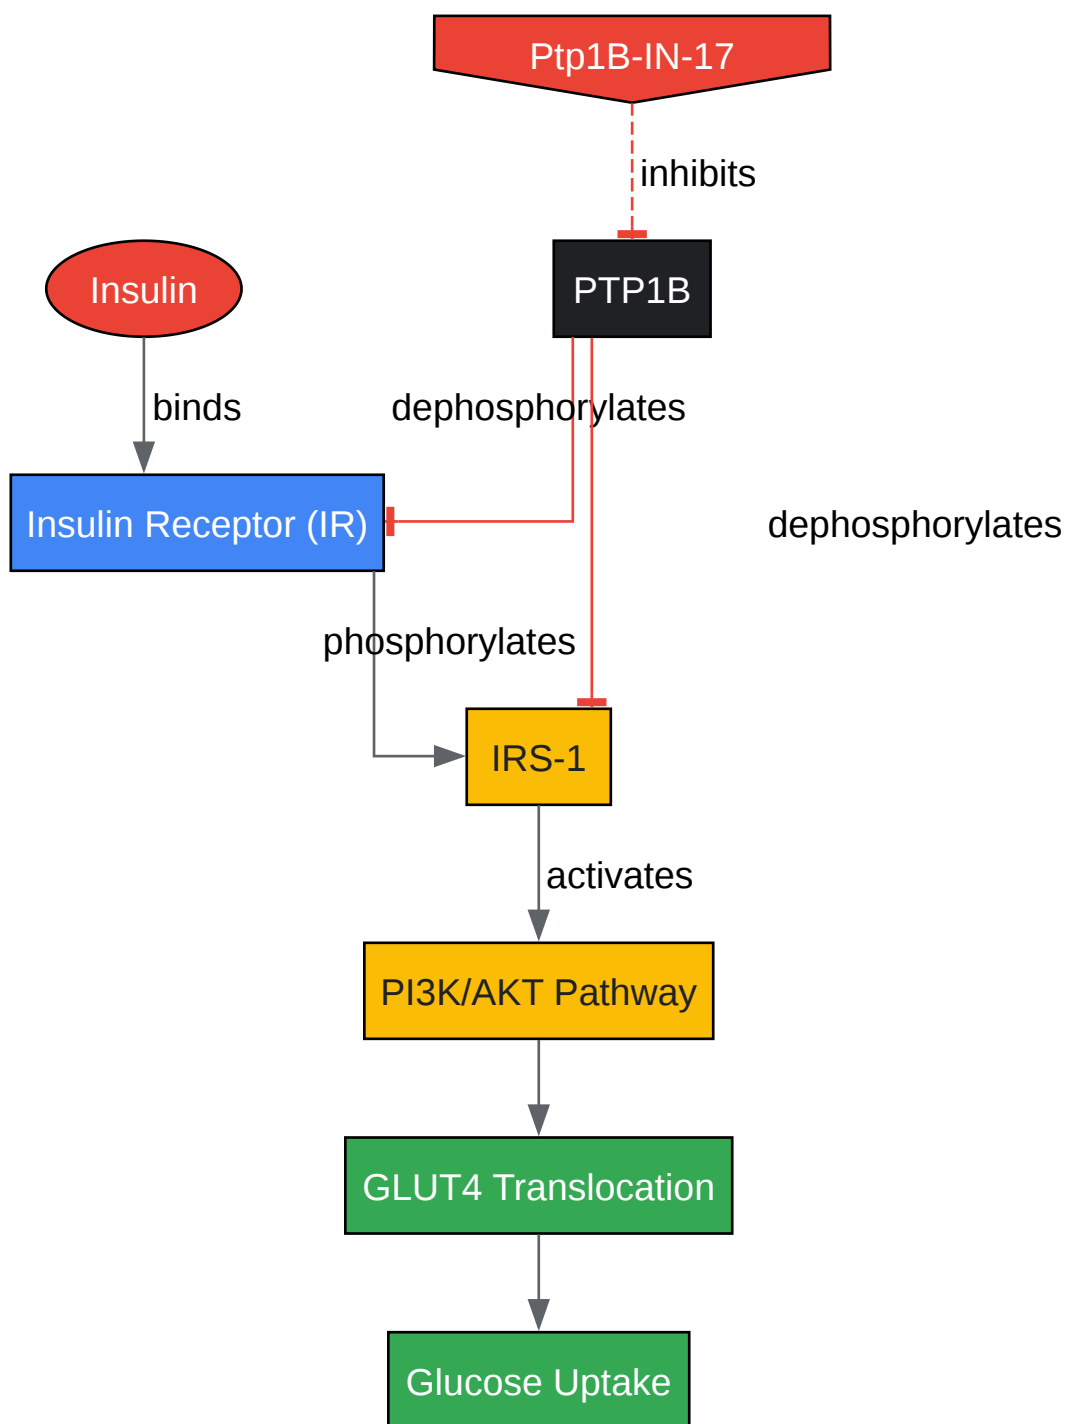 Ptp1B-IN-17
inhibits
Insulin
PTP1B
binds
dephosphorylates
Insulin Receptor (IR)
dephosphorylates
phosphorylates
IRS-1
activates
PI3K/AKT Pathway
GLUT4 Translocation
Glucose Uptake